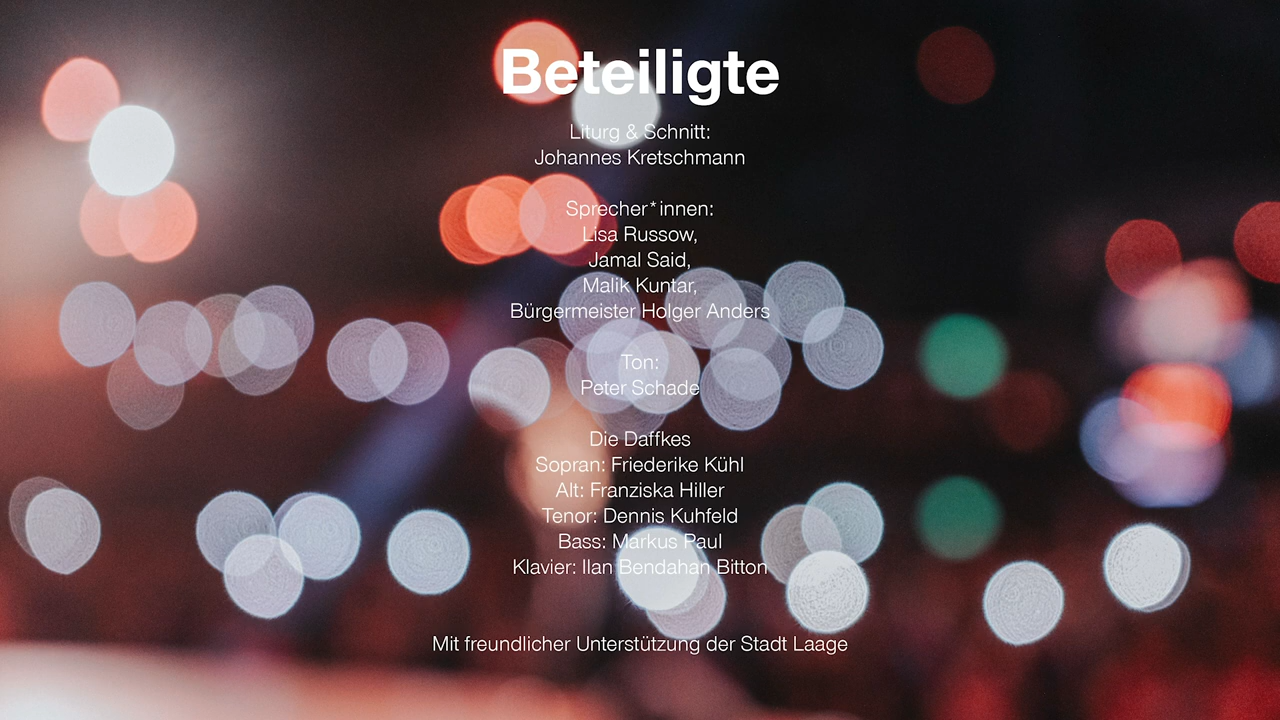 Beteiligte
Liturg & Schnitt:
Johannes Kretschmann
Sprecher*innen:
Lisa Russow,
Jamal Said,
Malik Kuntar,
Bürgermeister Holger Anders
Ton:
Peter Schade
Die Daffkes
Sopran: Friederike Kühl
Alt: Franziska Hiller
Tenor: Dennis Kuhfeld
Bass: Markus Paul
Klavier: Ilan Bendahan Bitton
Mit freundlicher Unterstützung der Stadt Laage